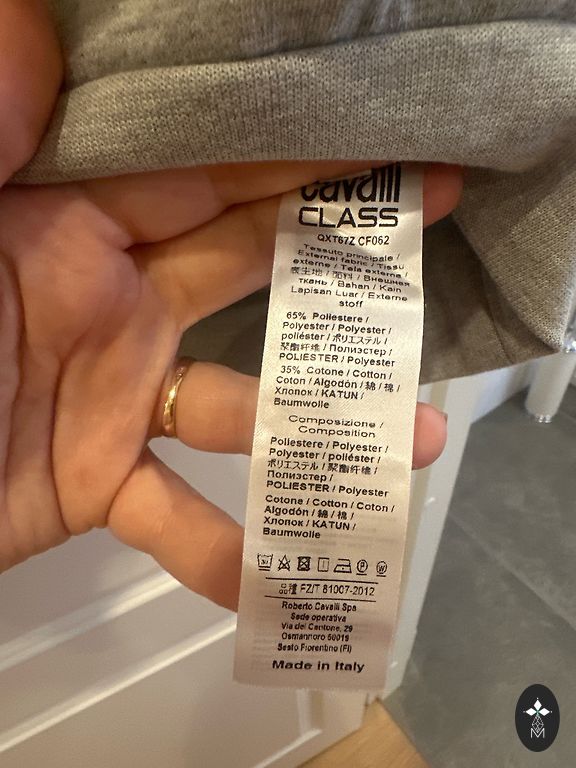 cavalli
CLASS
QXT67Z CF062
Tessuto principale /
External fabric / Tissu
externe / Tela externa /
表生地 / 面料 / Внешняя
ткань / Bahan / Kain
Lapisan Luar / Externe
stoff
65% Poliestere /
Polyester / Polyester /
poliéster / ポリエステル /
聚酯纤维 / Полиэстер /
POLIESTER / Polyester
35% Cotone / Cotton /
Coton / Algodón / 綿 / 棉 /
Хлопок / KATUN /
Baumwolle
Composizione /
Composition
Poliestere / Polyester /
Polyester / poliéster /
ポリエステル / 聚酯纤维 /
Полиэстер /
POLIESTER / Polyester
Cotone / Cotton / Coton /
Algodón / 綿 / 棉 /
Хлопок / KATUN /
Baumwolle
30 P W
FZ/T 81007-2012
Roberto Cavalli Spa
Sede operativa
Via del Cantone, 29
Osmannoro 50019
Sesto Fiorentino (FI)
Made in Italy
M